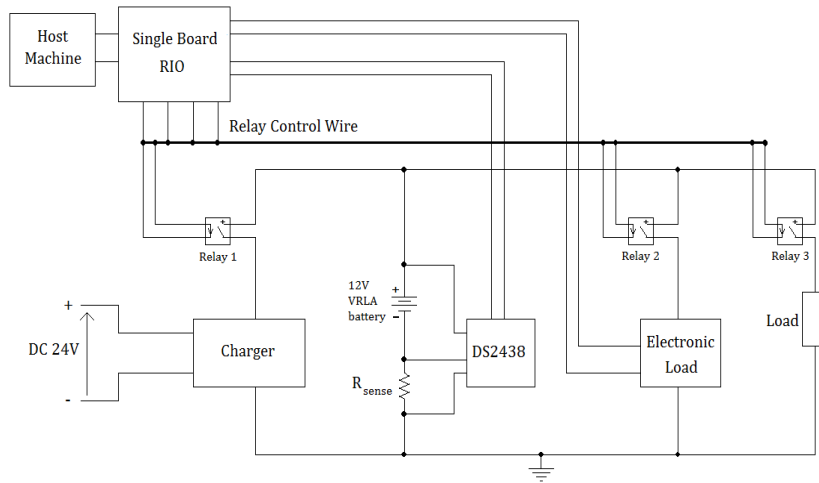 Host
Machine
Single Board
RIO
Relay Control Wire
+
Relay 1
+
Relay 2
+
Relay 3
12V
VRLA
battery
+
-
+
DC 24V
-
Charger
R sense
DS2438
Electronic
Load
Load